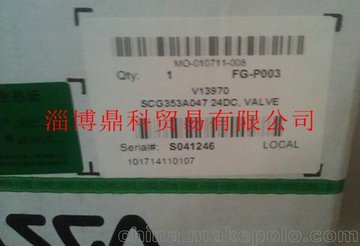 MO-010711-008
Qty: 1 FG-P003
V13970
SCG353A047 24DC, VALVE
淄博鼎科贸易有限公司
Serial#: S041246 LOCAL
101714110107
china.makepolo.com